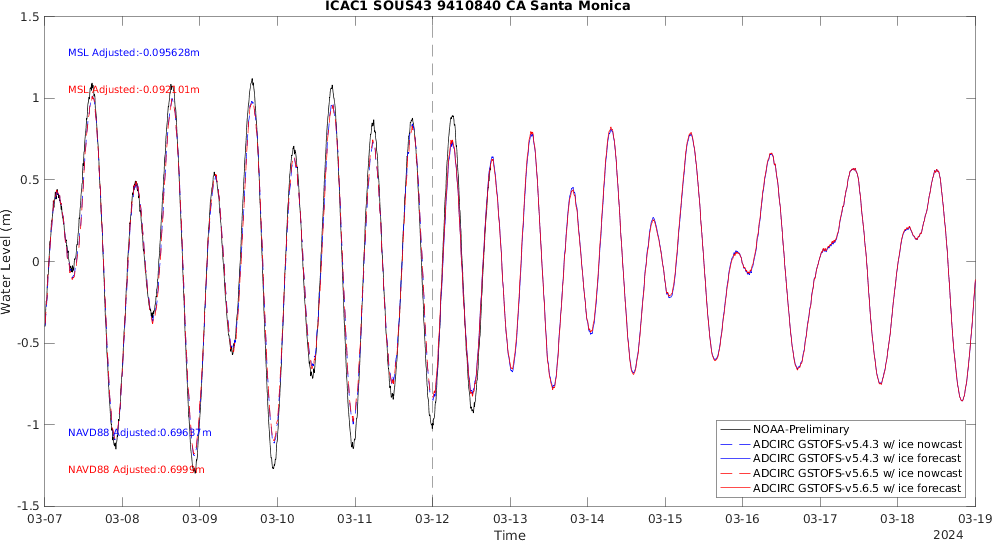 ICAC1 SOUS43 9410840 CA Santa Monica
1.5
MSL Adjusted:-0.095628m
1
MSL Adjusted:-0.092101m
0.5
0
Water Level (m)
-0.5
-1
NAVD88 Adjusted:0.69637m
NAVD88 Adjusted:0.6999m
-1.5
NOAA-Preliminary
ADCIRC GSTOFS-v5.4.3 w/ ice nowcast
ADCIRC GSTOFS-v5.4.3 w/ ice forecast
ADCIRC GSTOFS-v5.6.5 w/ ice nowcast
ADCIRC GSTOFS-v5.6.5 w/ ice forecast
03-07 03-08 03-09 03-10 03-11 03-12 03-13 03-14 03-15 03-16 03-17 03-18 03-19
Time
2024